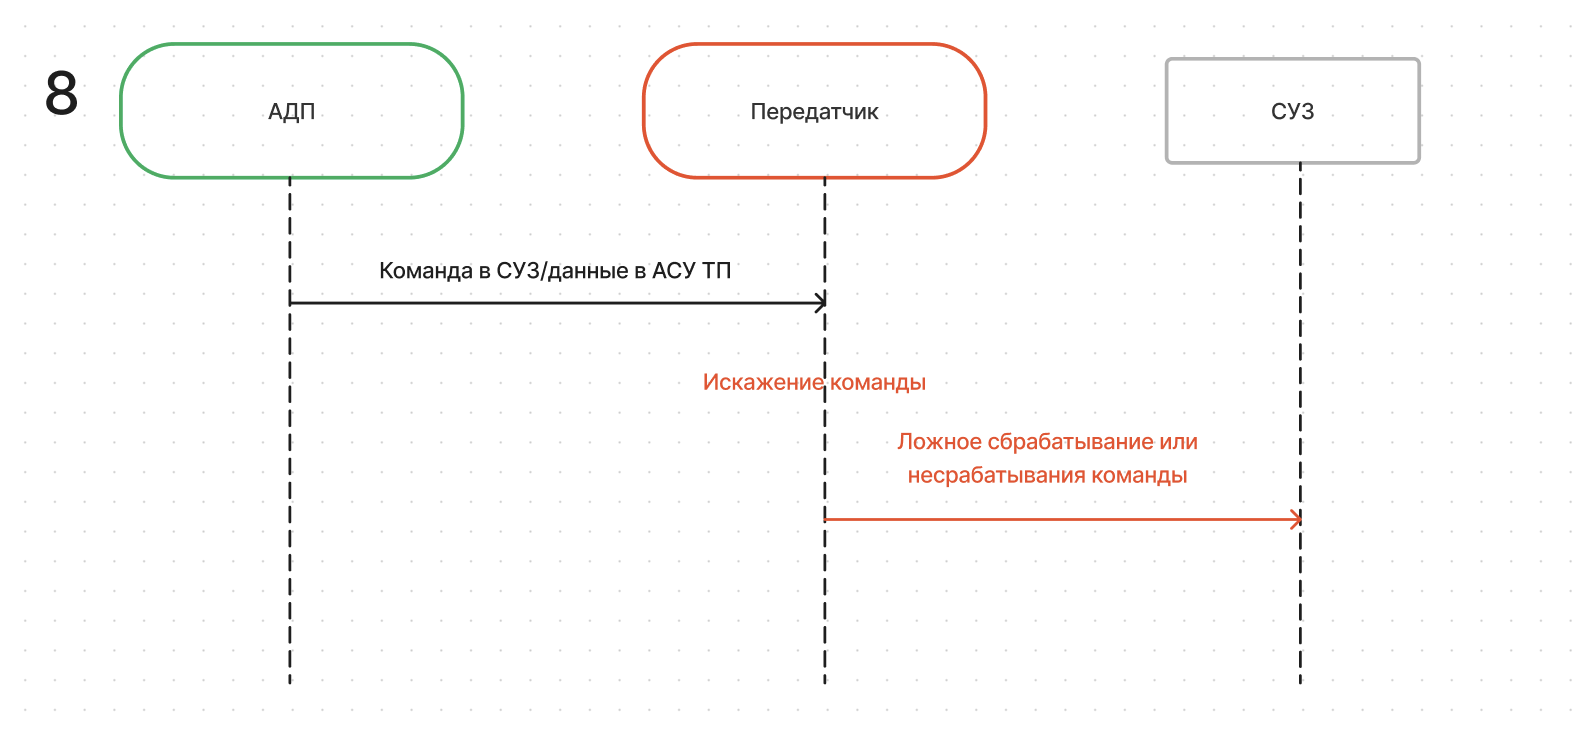 8
АДП
Передатчик
СУЗ
Команда в СУЗ/данные в АСУ ТП
Искажение команды
Ложное сбрабатывание или
несрабатывания команды